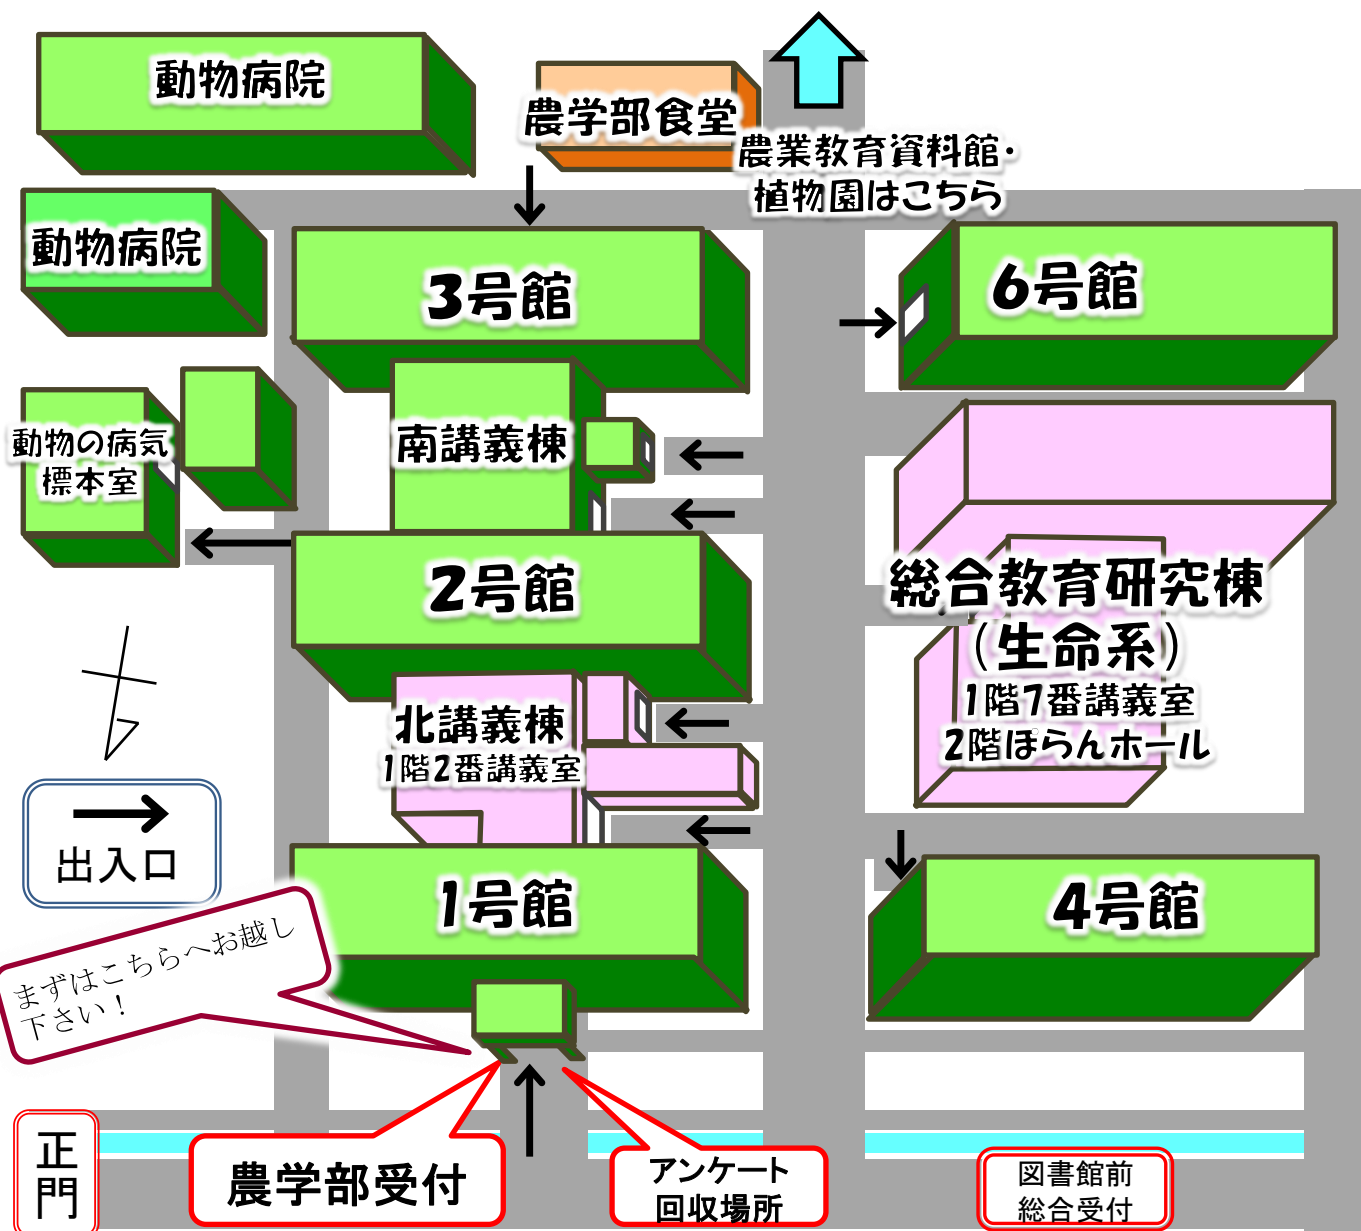 動物病院
農学部食堂
農業教育資料館・
植物園はこちら
動物病院
3号館
6号館
動物の病気
標本室
南講義棟
2号館
総合教育研究棟
(生命系)
1階7番講義室
2階ぽらんホール
北講義棟
1階2番講義室
出入口
1号館
4号館
まずはこちらへお越し
下さい！
正門
農学部受付
アンケート
回収場所
図書館前
総合受付